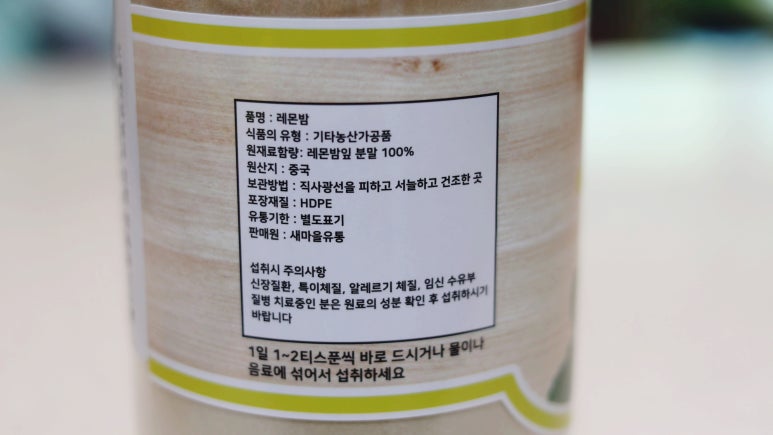 품명 : 레몬밤
식품의 유형 : 기타농산가공품
원재료함량: 레몬밤잎 분말 100%
원산지 : 중국
보관방법 : 직사광선을 피하고 서늘하고 건조한 곳
포장재질 : HDPE
유통기한 : 별도표기
판매원 : 새마을유통
섭취시 주의사항
신장질환, 특이체질, 알레르기 체질, 임신 수유부
질병 치료중인 분은 원료의 성분 확인 후 섭취하시기
바랍니다
1일 1~2티스푼씩 바로 드시거나 물이나
음료에 섞어서 섭취하세요